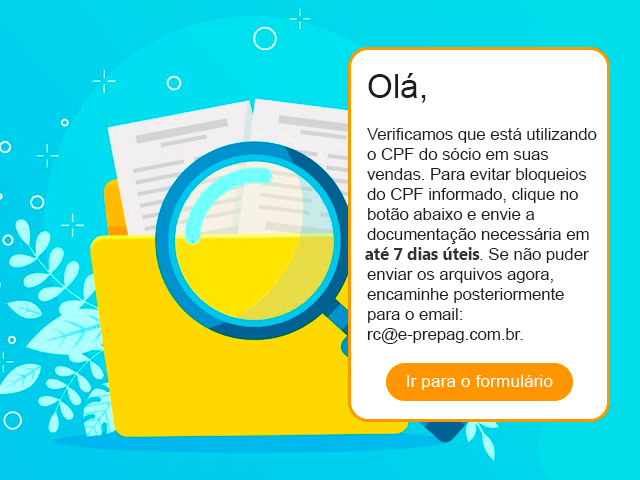 Olá,
Verificamos que está utilizando
o CPF do sócio em suas
vendas. Para evitar bloqueios
do CPF informado, clique no
botão abaixo e envie a
documentação necessária em
até 7 dias úteis. Se não puder
enviar os arquivos agora,
encaminhe posteriormente
para o email:
rc@e-prepag.com.br.
Ir para o formulário